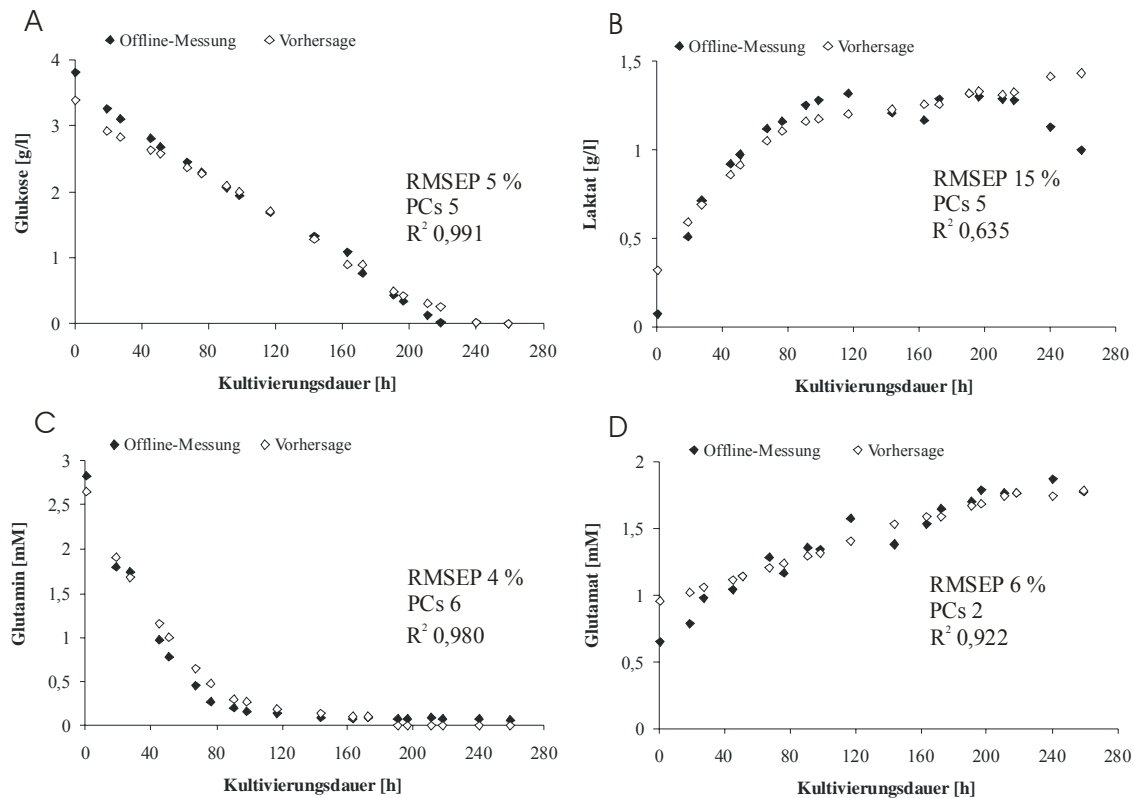 A
Offline-Messung Vorhersage
Glukose [g/l]
4
3
2
1
0
RMSEP 5 %
PCs 5
R² 0,991
0 40 80 120 160 200 240 280
Kultivierungsdauer [h]
B
Offline-Messung Vorhersage
Laktat [g/l]
1,5
1
0,5
0
RMSEP 15 %
PCs 5
R² 0,635
0 40 80 120 160 200 240 280
Kultivierungsdauer [h]
C
Offline-Messung Vorhersage
Glutamin [mM]
3
2,5
2
1,5
1
0,5
0
RMSEP 4 %
PCs 6
R² 0,980
0 40 80 120 160 200 240 280
Kultivierungsdauer [h]
D
Offline-Messung Vorhersage
Glutamat [mM]
2
1,5
1
0,5
0
RMSEP 6 %
PCs 2
R² 0,922
0 40 80 120 160 200 240 280
Kultivierungsdauer [h]